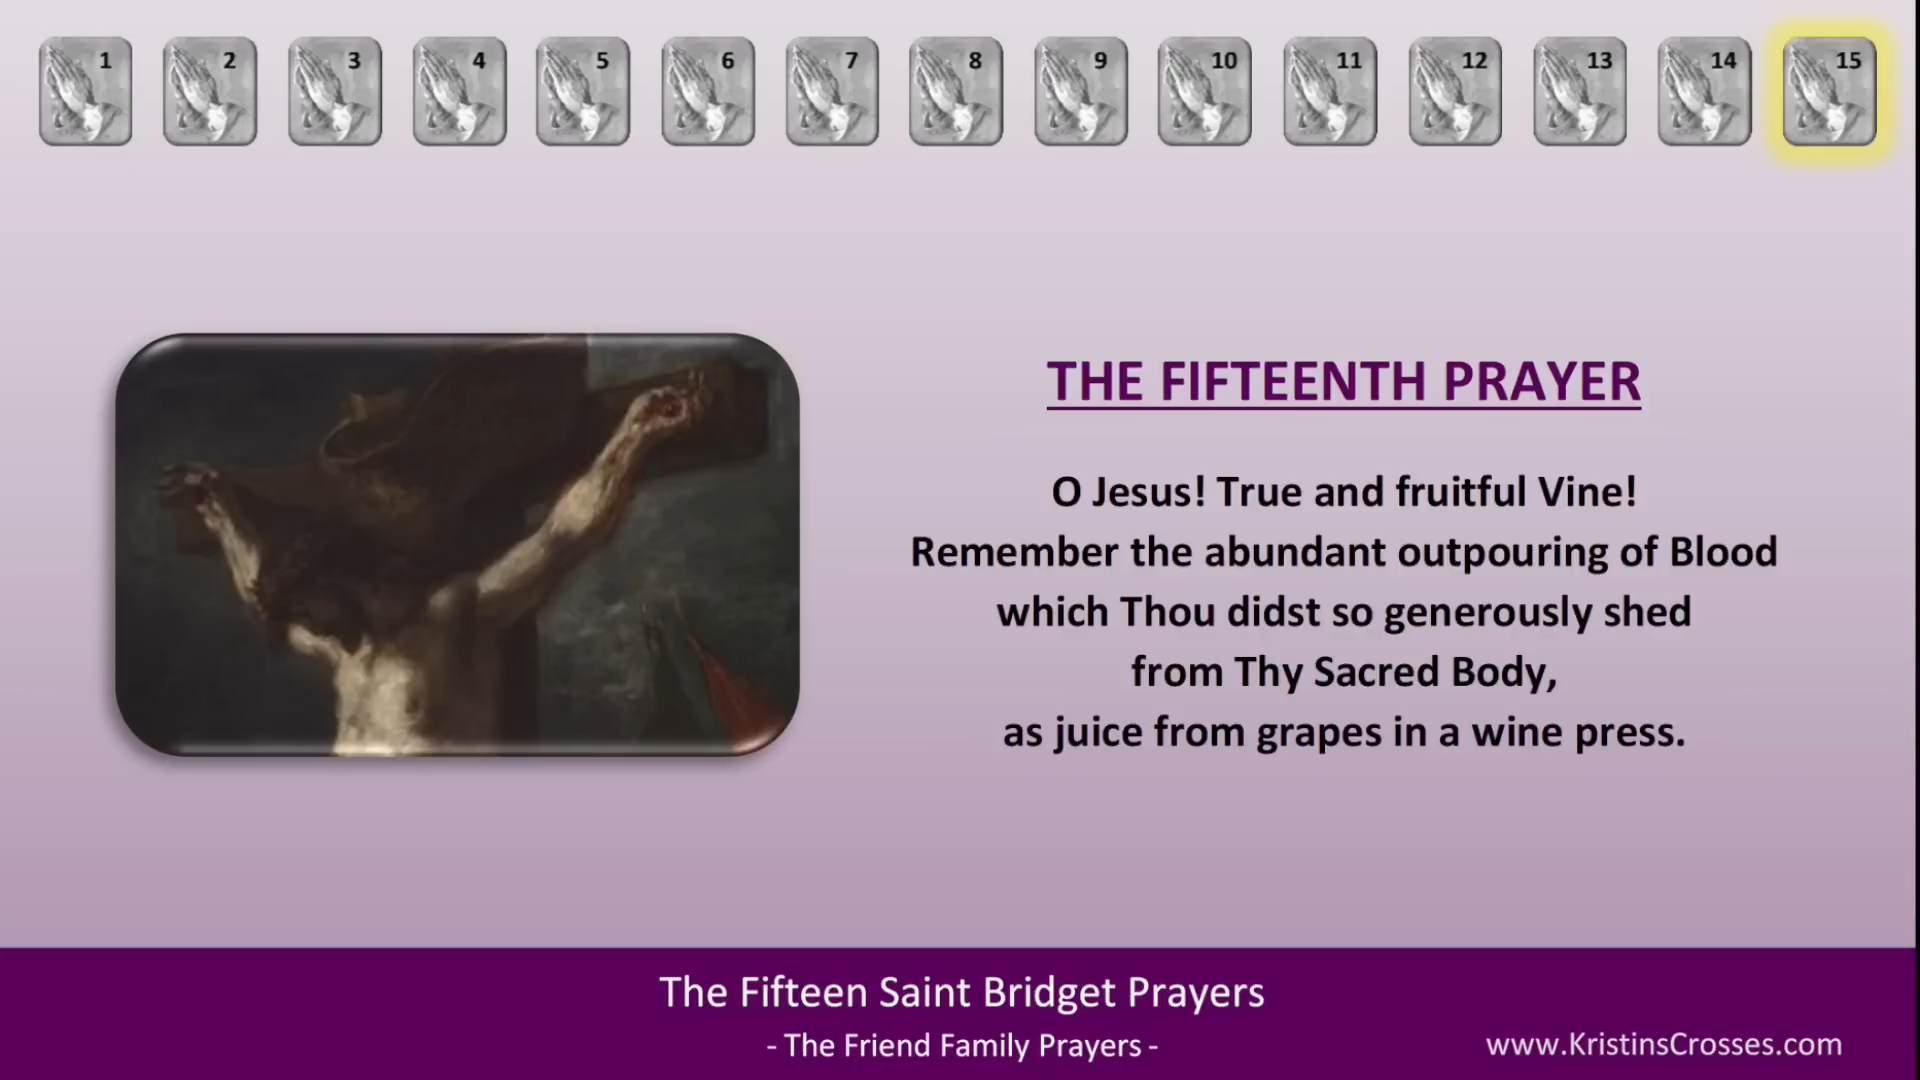 1 2 3 4 5 6 7 8 9 10 11 12 13 14 15
THE FIFTEENTH PRAYER
O Jesus! True and fruitful Vine!
Remember the abundant outpouring of Blood
which Thou didst so generously shed
from Thy Sacred Body,
as juice from grapes in a wine press.
The Fifteen Saint Bridget Prayers
- The Friend Family Prayers -
www.KristinsCrosses.com